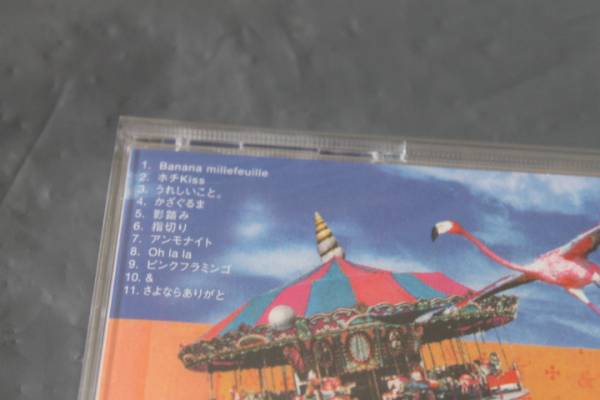 1. Banana millefeuille
2. ホチKiss
3. うれしいこと。
4. かざぐるま
5. 影踏み
6. 指切り
7. アンモナイト
8. Oh la la
9. ピンクフラミンゴ
10. &
11. さよならありがと